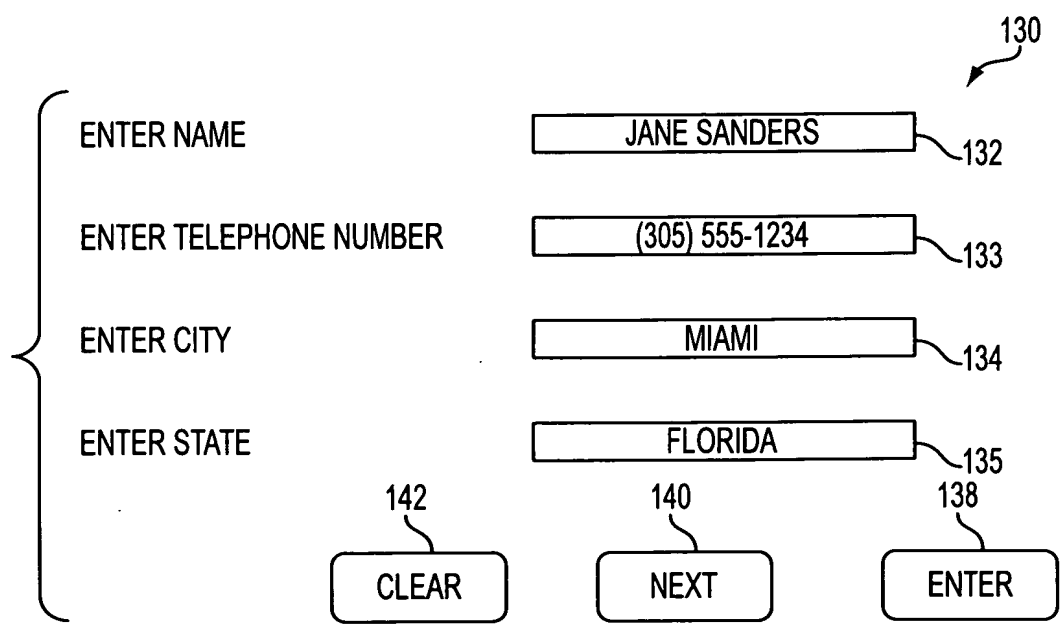 130
ENTER NAME JANE SANDERS 132
ENTER TELEPHONE NUMBER (305) 555-1234 133
ENTER CITY MIAMI 134
ENTER STATE FLORIDA 135
142 140 138
CLEAR NEXT ENTER